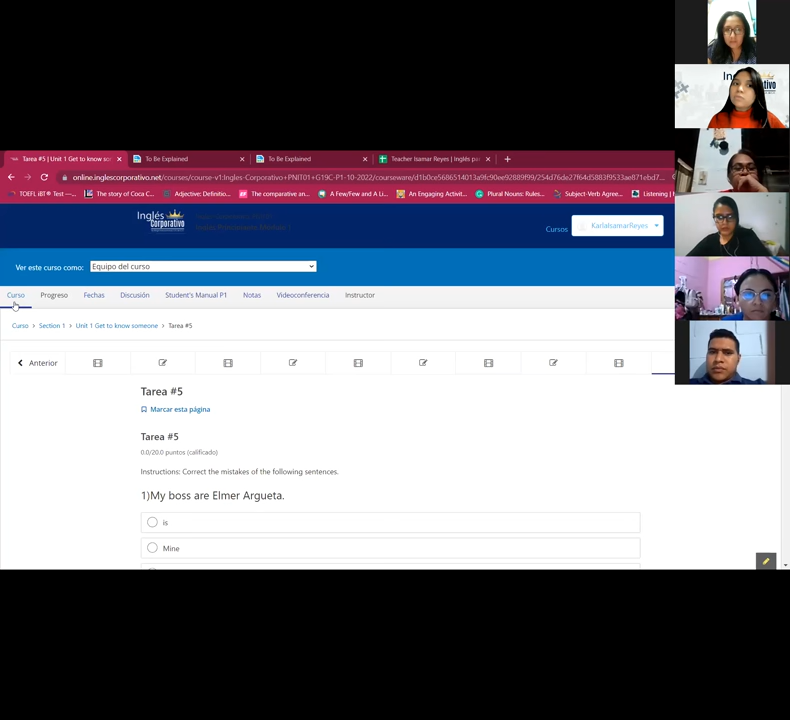 Tarea #5 | Unit 1 Get to know so
To Be Explained
To Be Explained
Teacher Isamar Reyes | Inglés pa
online.inglescorporativo.net/courses/course-v1:Ingles-Corporativo+PNIT01+G19C-P1-10-2022/courseware/
TOEFL iBT® Test —...
The story of Coca C...
Adjective: Definitio...
The comparative an...
A Few/Few and A Li...
An Engaging Activit...
Plural Nouns: Rules...
Subject-Verb Agree...
Listening |
Inglés
corporativo
Cursos
KarlaIsamarReyes
Ver este curso como:
Equipo del curso
Curso
Progreso
Fechas
Discusión
Student's Manual P1
Notas
Videoconferencia
Instructor
Curso > Section 1 > Unit 1 Get to know someone > Tarea #5
Anterior
Tarea #5
Marcar esta página
Tarea #5
0.0/20.0 puntos (calificado)
Instructions: Correct the mistakes of the following sentences.
1)My boss are Elmer Argueta.
is
Mine